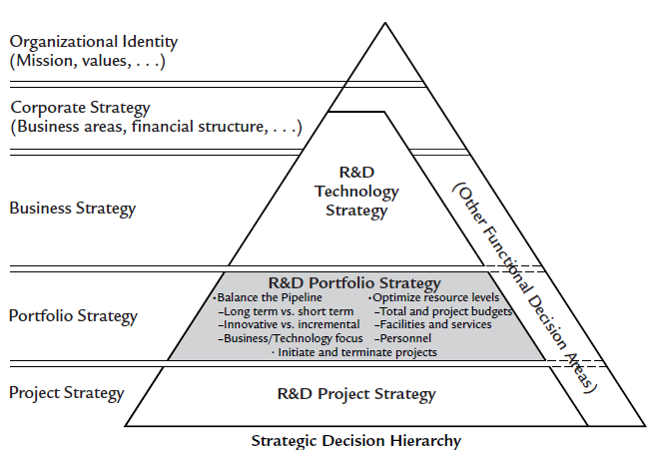 Organizational Identity
(Mission, values, . . .)
Corporate Strategy
(Business areas, financial structure, . . .)
R&D
Technology
Strategy
Business Strategy
(Other Functional Decision Areas)
R&D Portfolio Strategy
·Balance the Pipeline
–Long term vs. short term
–Innovative vs. incremental
–Business/Technology focus
·Optimize resource levels
–Total and project budgets
–Facilities and services
–Personnel
· Initiate and terminate projects
Portfolio Strategy
Project Strategy
R&D Project Strategy
Strategic Decision Hierarchy